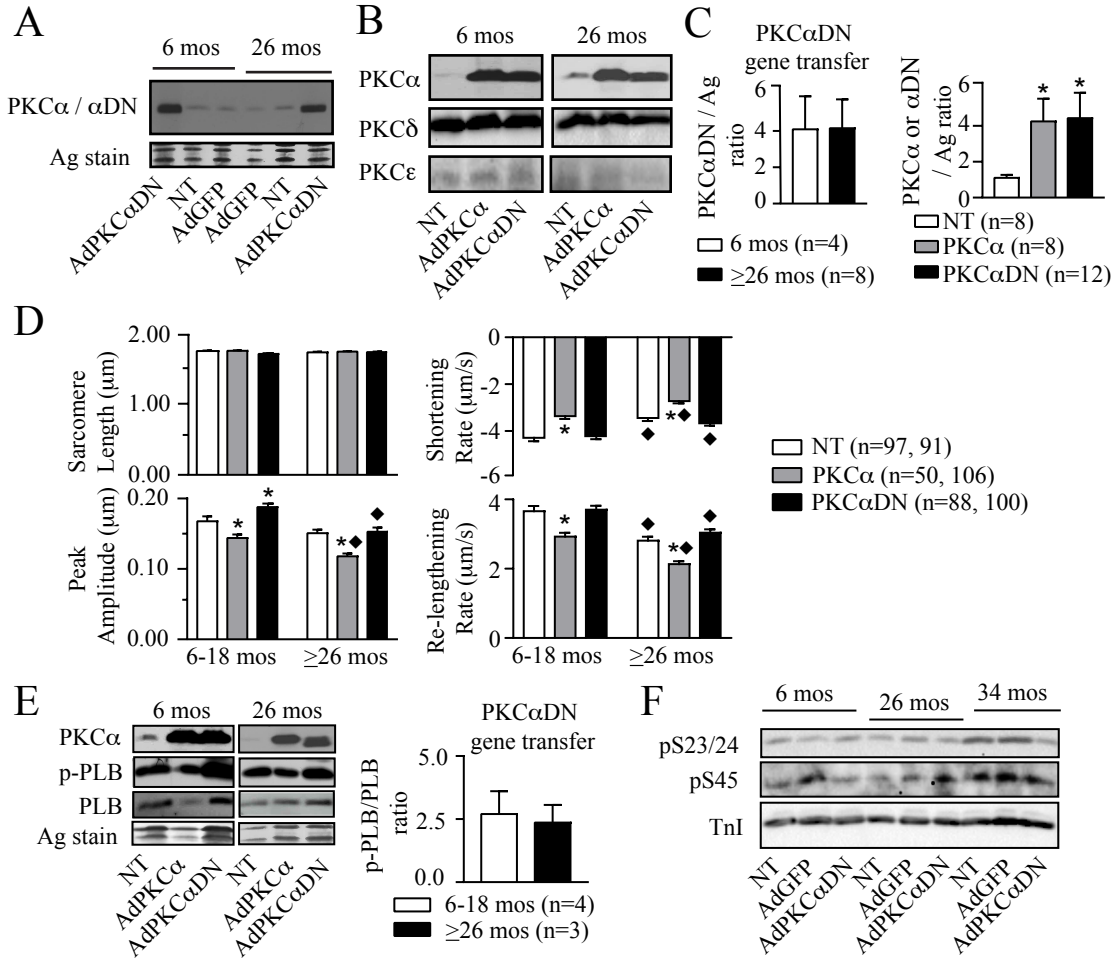 A
6 mos
26 mos
PKCα / αDN
Ag stain
AdPKCαDN
NT
AdGFP
AdGFP
NT
AdPKCαDN
B
6 mos
26 mos
PKCα
PKCδ
PKCε
NT
AdPKCα
AdPKCαDN
NT
AdPKCα
AdPKCαDN
C
PKCαDN
gene transfer
PKCαDN / Ag
ratio
6
4
2
0
6 mos (n=4)
≥26 mos (n=8)
PKCα or αDN
/ Ag ratio
6
4
2
0
*
*
NT (n=8)
PKCα (n=8)
PKCαDN (n=12)
D
Sarcomere
Length (μm)
2.00
1.00
0.00
Shortening
Rate (μm/s)
0
-2
-4
-6
*
◆
*◆
◆
Peak
Amplitude (μm)
0.20
0.10
0.00
*
*
*◆
◆
6-18 mos
≥26 mos
Re-lengthening
Rate (μm/s)
4
2
0
*
◆
*◆
◆
6-18 mos
≥26 mos
NT (n=97, 91)
PKCα (n=50, 106)
PKCαDN (n=88, 100)
E
6 mos
26 mos
PKCα
p-PLB
PLB
Ag stain
NT
AdPKCα
AdPKCαDN
NT
AdPKCα
AdPKCαDN
PKCαDN
gene transfer
p-PLB/PLB
ratio
5.0
2.5
0.0
6-18 mos (n=4)
≥26 mos (n=3)
F
6 mos
26 mos
34 mos
pS23/24
pS45
TnI
NT
AdGFP
AdPKCαDN
NT
AdGFP
AdPKCαDN
NT
AdGFP
AdPKCαDN